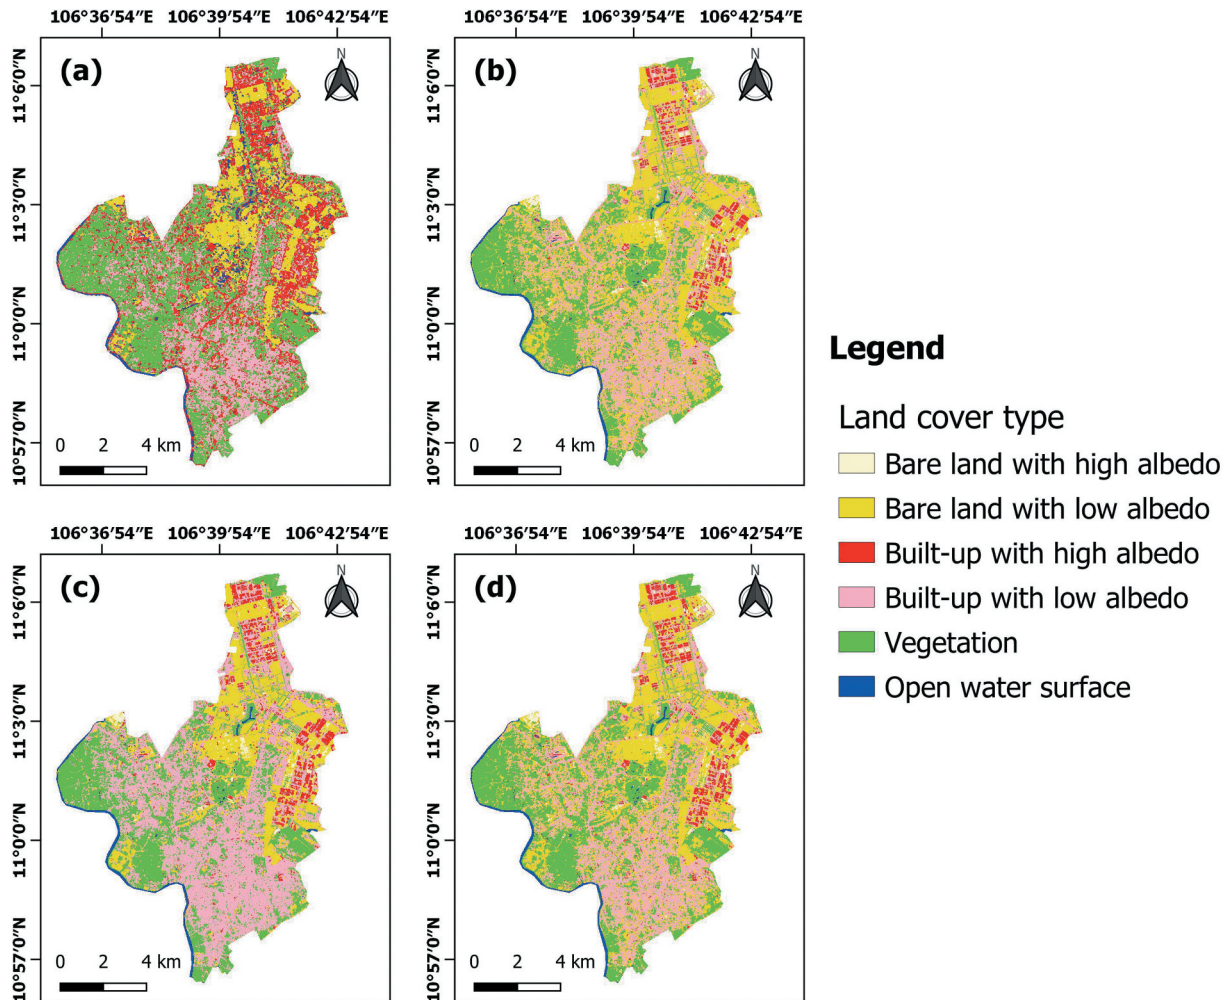 106°36′54″E 106°39′54″E 106°42′54″E
106°36′54″E 106°39′54″E 106°42′54″E
(a)
N
(b)
N
11°6′0″N
11°3′0″N
11°0′0″N
10°57′0″N
11°6′0″N
11°3′0″N
11°0′0″N
10°57′0″N
0 2 4 km
0 2 4 km
Legend
Land cover type
Bare land with high albedo
Bare land with low albedo
Built-up with high albedo
Built-up with low albedo
Vegetation
Open water surface
106°36′54″E 106°39′54″E 106°42′54″E
106°36′54″E 106°39′54″E 106°42′54″E
(c)
N
(d)
N
11°6′0″N
11°3′0″N
11°0′0″N
10°57′0″N
11°6′0″N
11°3′0″N
11°0′0″N
10°57′0″N
0 2 4 km
0 2 4 km